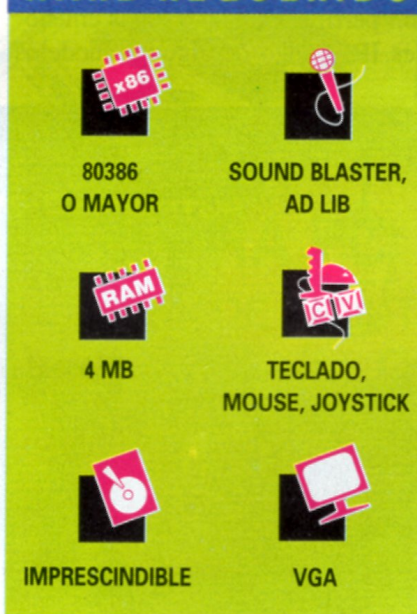 x86
80386
O MAYOR
SOUND BLASTER,
AD LIB
RAM
4 MB
C V
TECLADO,
MOUSE, JOYSTICK
IMPRESCINDIBLE
VGA